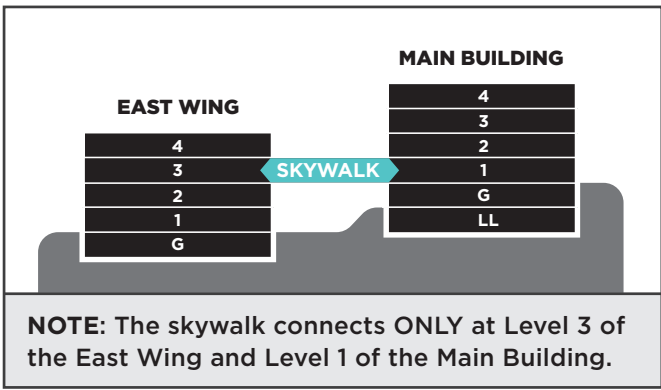 MAIN BUILDING
EAST WING
4
3
2
1
G
LL
4
3
2
1
G
SKYWALK
NOTE: The skywalk connects ONLY at Level 3 of
the East Wing and Level 1 of the Main Building.